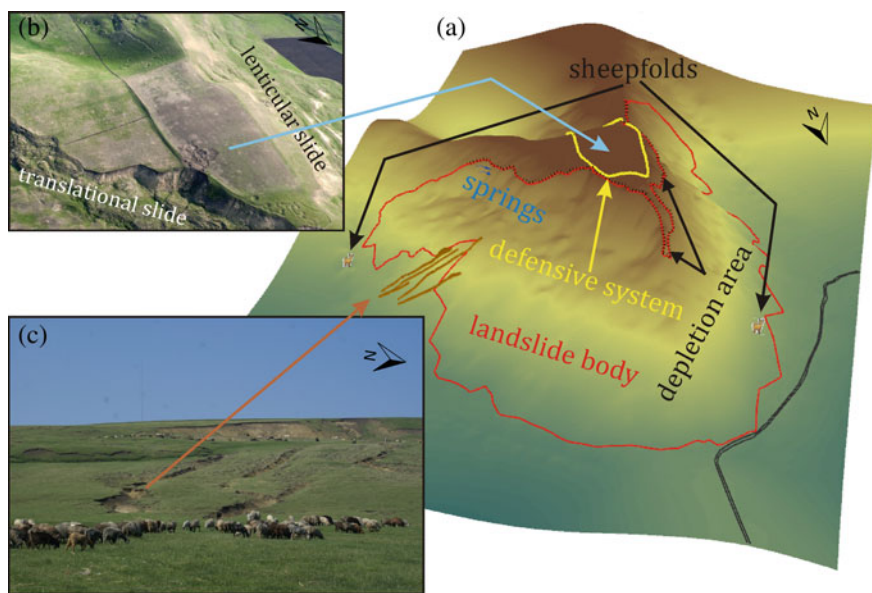 (b)
N
lenticular slide
translational slide
(a)
sheepfolds
N
springs
defensive system
depletion area
landslide body
(c)
N